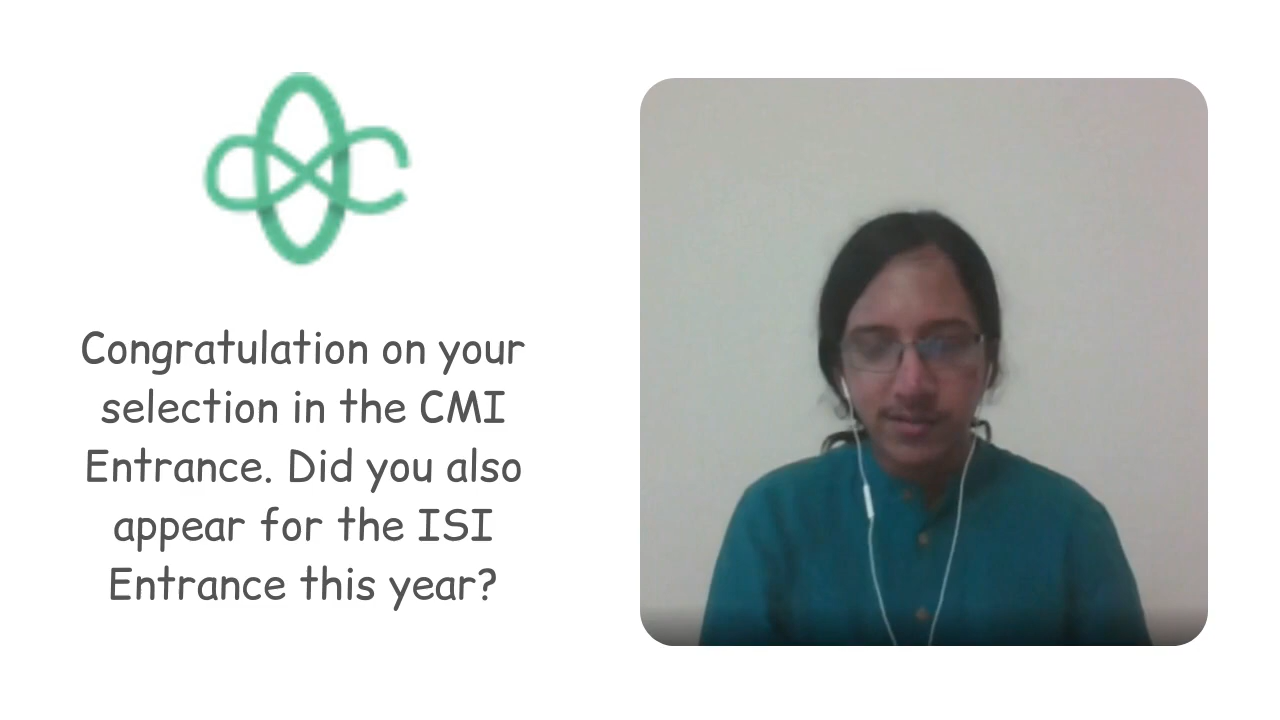 Congratulation on your
selection in the CMI
Entrance. Did you also
appear for the ISI
Entrance this year?